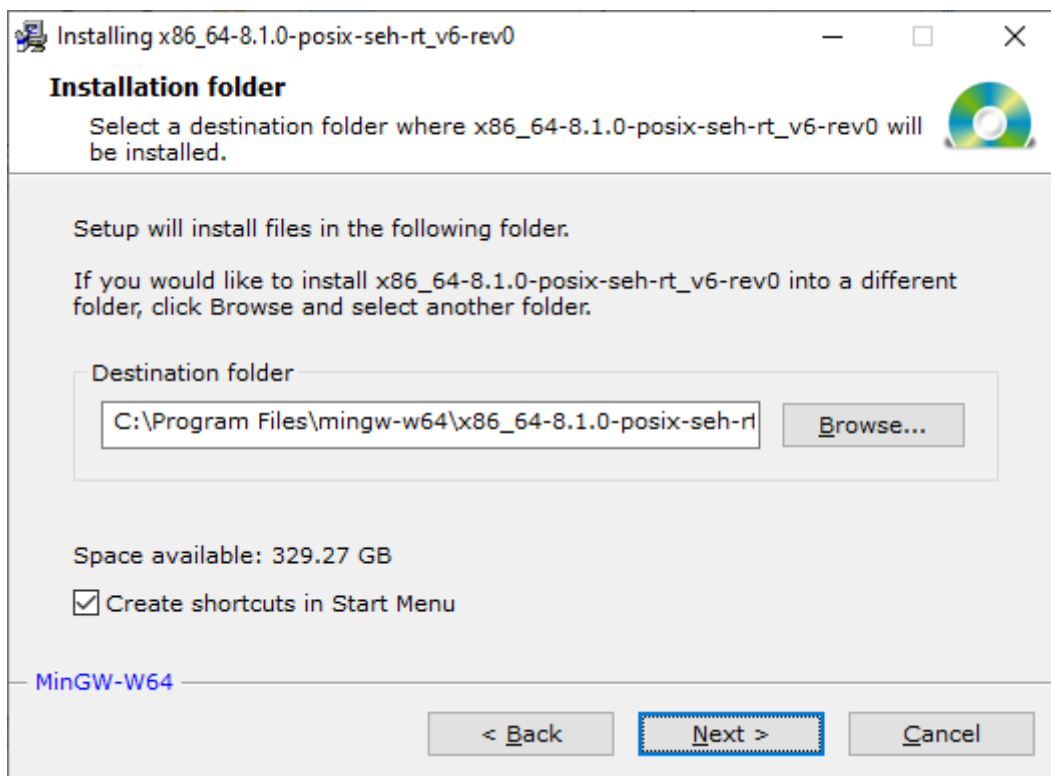 Installing x86_64-8.1.0-posix-seh-rt_v6-rev0
Installation folder
Select a destination folder where x86_64-8.1.0-posix-seh-rt_v6-rev0 will
be installed.
Setup will install files in the following folder.
If you would like to install x86_64-8.1.0-posix-seh-rt_v6-rev0 into a different
folder, click Browse and select another folder.
Destination folder
C:\Program Files\mingw-w64\x86_64-8.1.0-posix-seh-rt
Browse...
Space available: 329.27 GB
Create shortcuts in Start Menu
MinGW-W64
< Back
Next >
Cancel